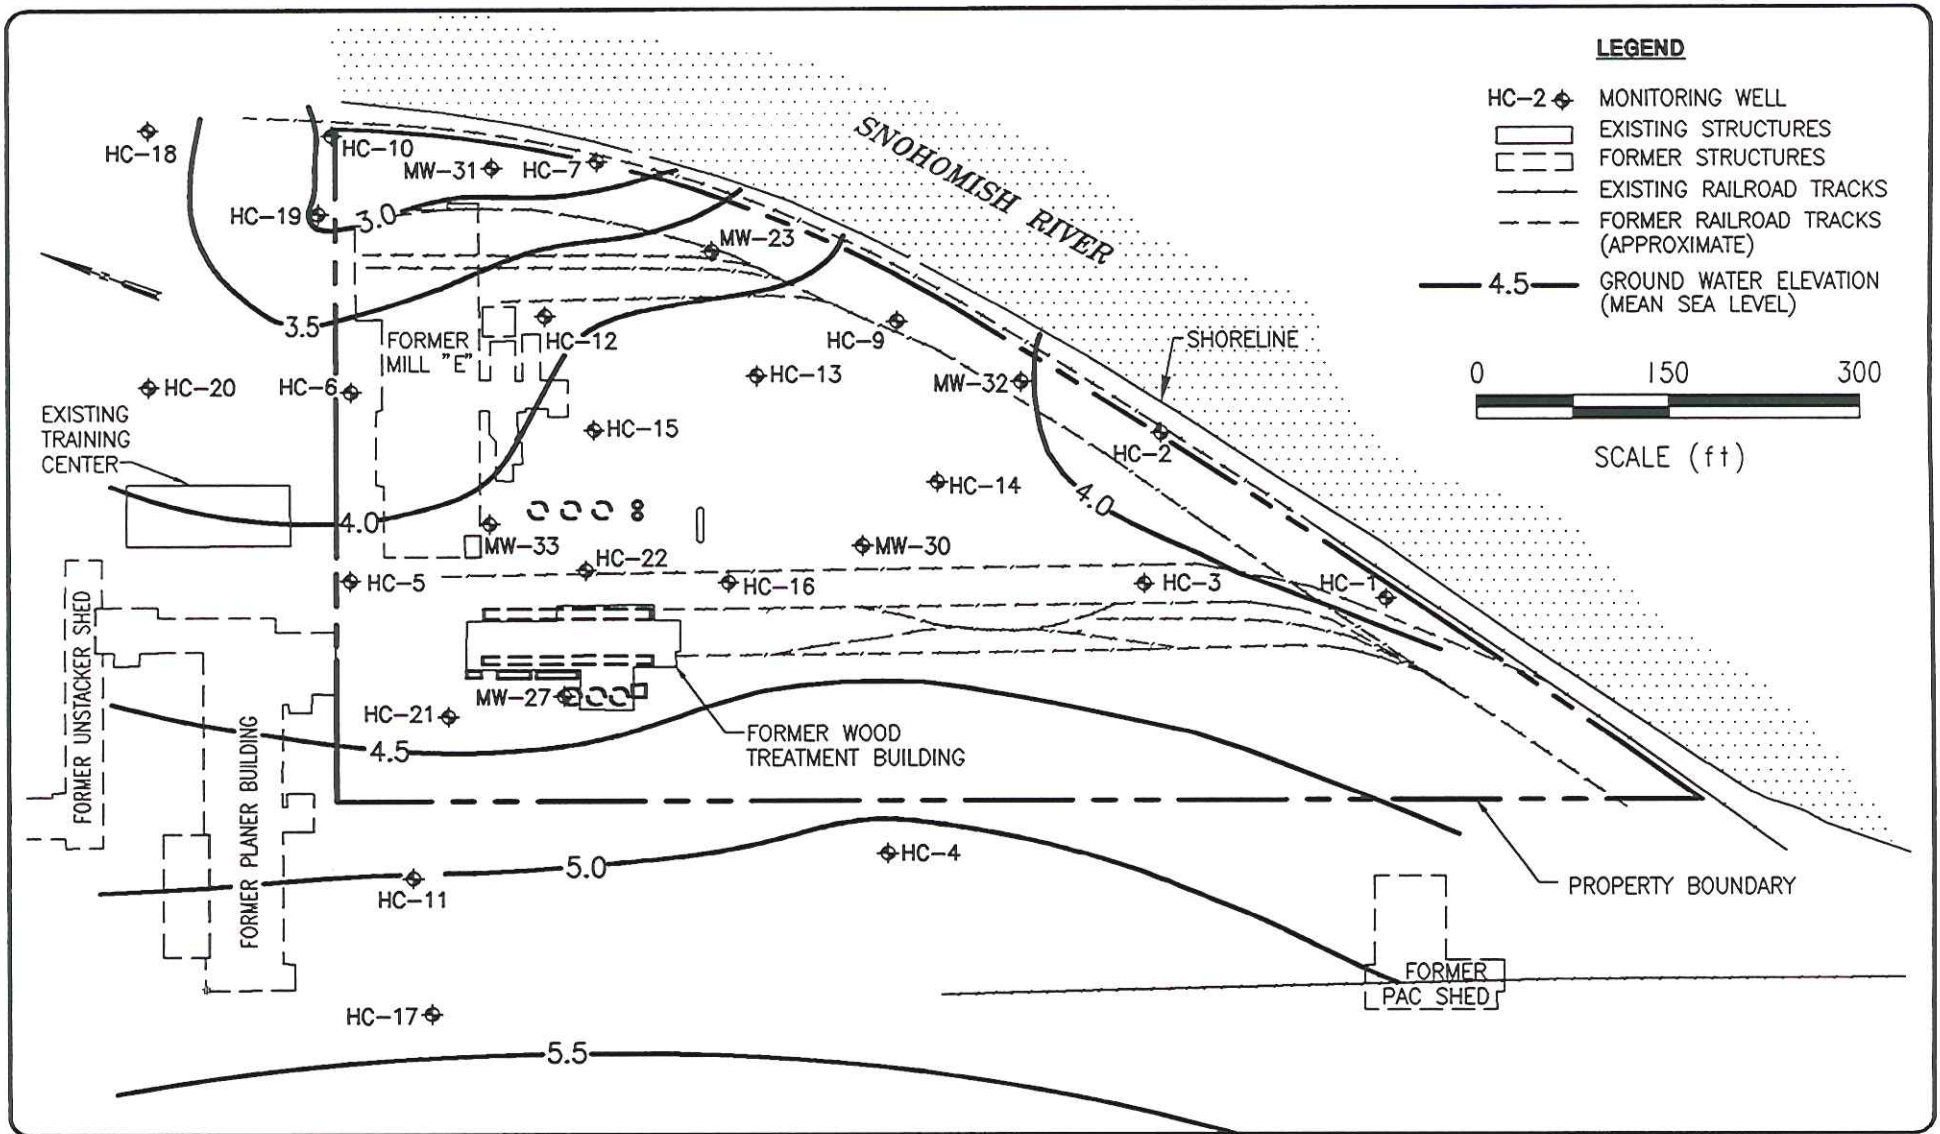 LEGEND
HC-2 MONITORING WELL
EXISTING STRUCTURES
FORMER STRUCTURES
EXISTING RAILROAD TRACKS
FORMER RAILROAD TRACKS
(APPROXIMATE)
4.5 GROUND WATER ELEVATION
(MEAN SEA LEVEL)
0 150 300
SCALE (ft)
SNOHOMISH RIVER
HC-18
HC-10
MW-31
HC-7
HC-19
3.0
MW-23
3.5
FORMER
MILL "E"
HC-12
HC-9
SHORELINE
HC-20
HC-6
HC-13
MW-32
EXISTING
TRAINING
CENTER
HC-15
HC-2
HC-14
4.0
4.0
MW-33
MW-30
HC-22
HC-5
HC-16
HC-3
HC-1
FORMER UNSTACKER SHED
MW-27
HC-21
4.5
FORMER WOOD
TREATMENT BUILDING
FORMER PLANER BUILDING
HC-4
5.0
HC-11
PROPERTY BOUNDARY
FORMER
PAC SHED
HC-17
5.5